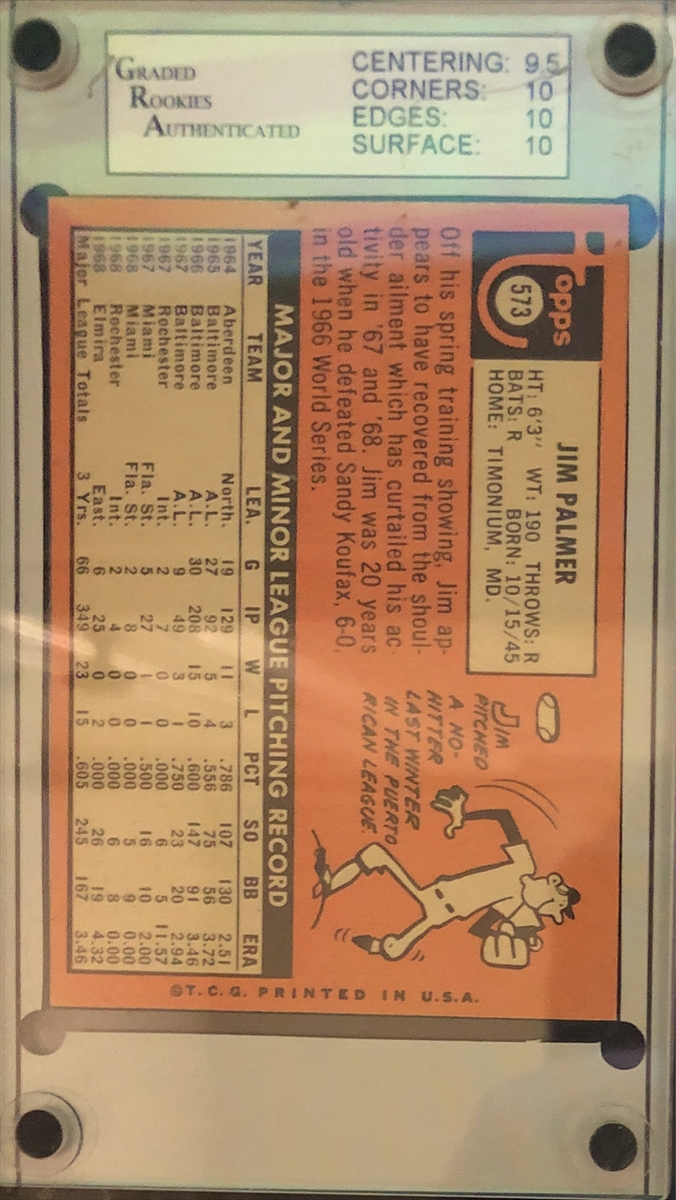 GRADED
ROOKIES
AUTHENTICATED
CENTERING: 9.5
CORNERS: 10
EDGES: 10
SURFACE: 10
Topps
573
JIM PALMER
HT: 6'3" WT: 190 THROWS: R
BATS: R BORN: 10/15/45
HOME: TIMONIUM, MD.
Off his spring training showing, Jim ap-
pears to have recovered from the shoul-
der ailment which has curtailed his ac-
tivity in '67 and '68. Jim was 20 years
old when he defeated Sandy Koufax, 6-0,
in the 1966 World Series.
JIM
PITCHED
A NO-
HITTER
LAST WINTER
IN THE PUERTO
RICAN LEAGUE.
MAJOR AND MINOR LEAGUE PITCHING RECORD
YEAR TEAM LEA. G IP W L PCT SO BB ERA
1964 Aberdeen North. 19 129 11 3 .786 107 130 2.51
1965 Baltimore A.L. 27 92 5 4 .556 75 56 3.72
1966 Baltimore A.L. 30 208 15 10 .600 147 91 3.46
1967 Baltimore A.L. 9 49 3 1 .750 23 20 2.94
1967 Rochester Int. 2 7 0 0 .000 6 5 11.57
1967 Miami Fla. St. 5 27 1 1 .500 16 10 2.00
1968 Miami Fla. St. 2 8 0 0 .000 5 9 0.00
1968 Rochester Int. 2 4 0 0 .000 6 8 0.00
1968 Elmira East. 6 25 0 2 .000 26 19 4.32
Major League Totals 3 Yrs. 66 349 23 15 .605 245 167 3.46
©T.C.G. PRINTED IN U.S.A.